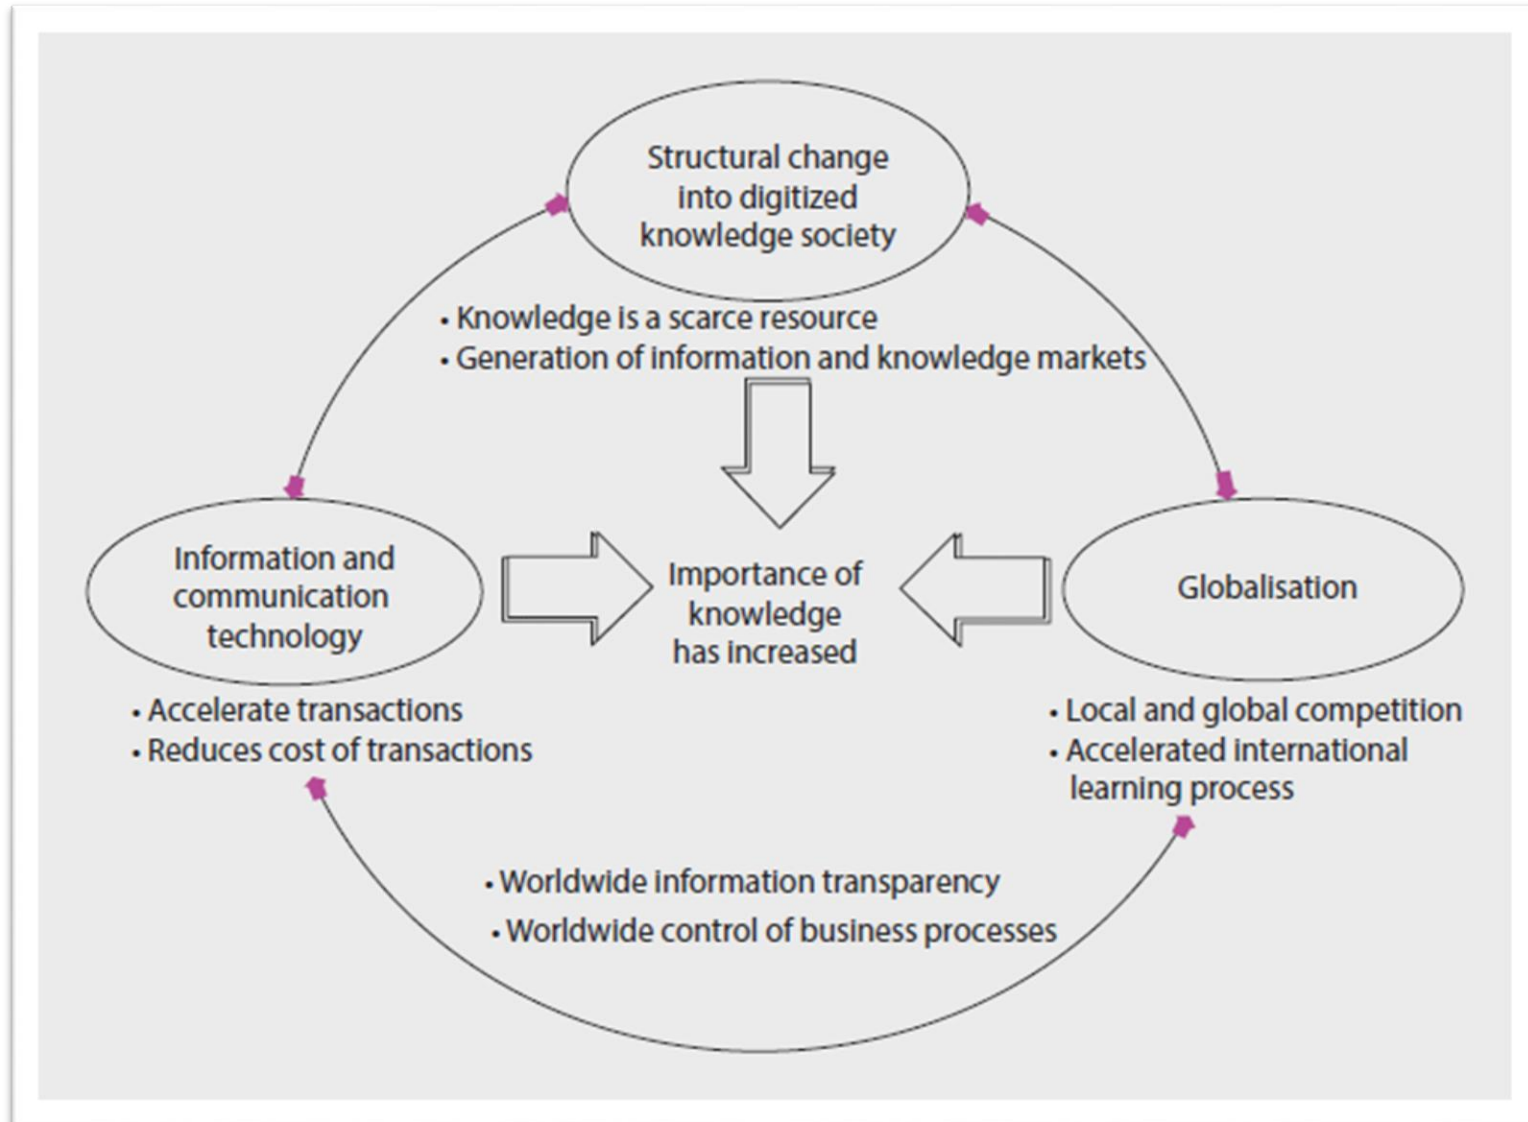 Structural change
into digitized
knowledge society
• Knowledge is a scarce resource
• Generation of information and knowledge markets
Information and
communication
technology
Importance of
knowledge
has increased
Globalisation
• Accelerate transactions
• Reduces cost of transactions
• Local and global competition
• Accelerated international
learning process
• Worldwide information transparency
• Worldwide control of business processes